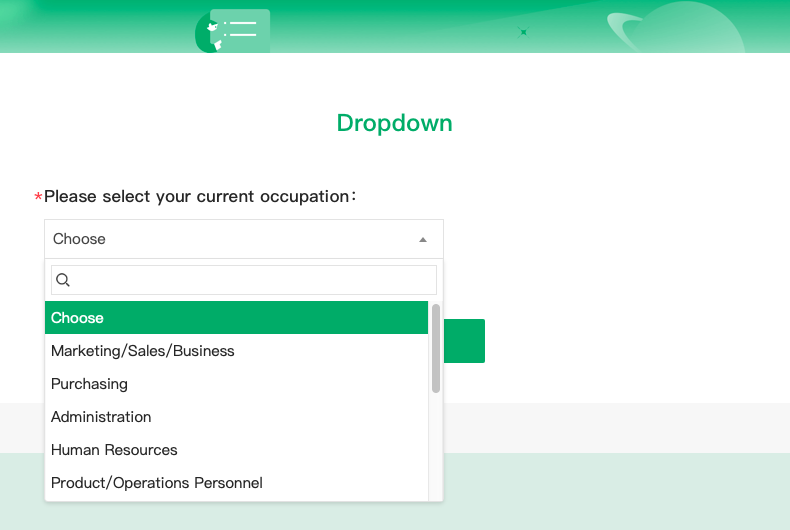 Dropdown
*Please select your current occupation:
Choose
Choose
Marketing/Sales/Business
Purchasing
Administration
Human Resources
Product/Operations Personnel